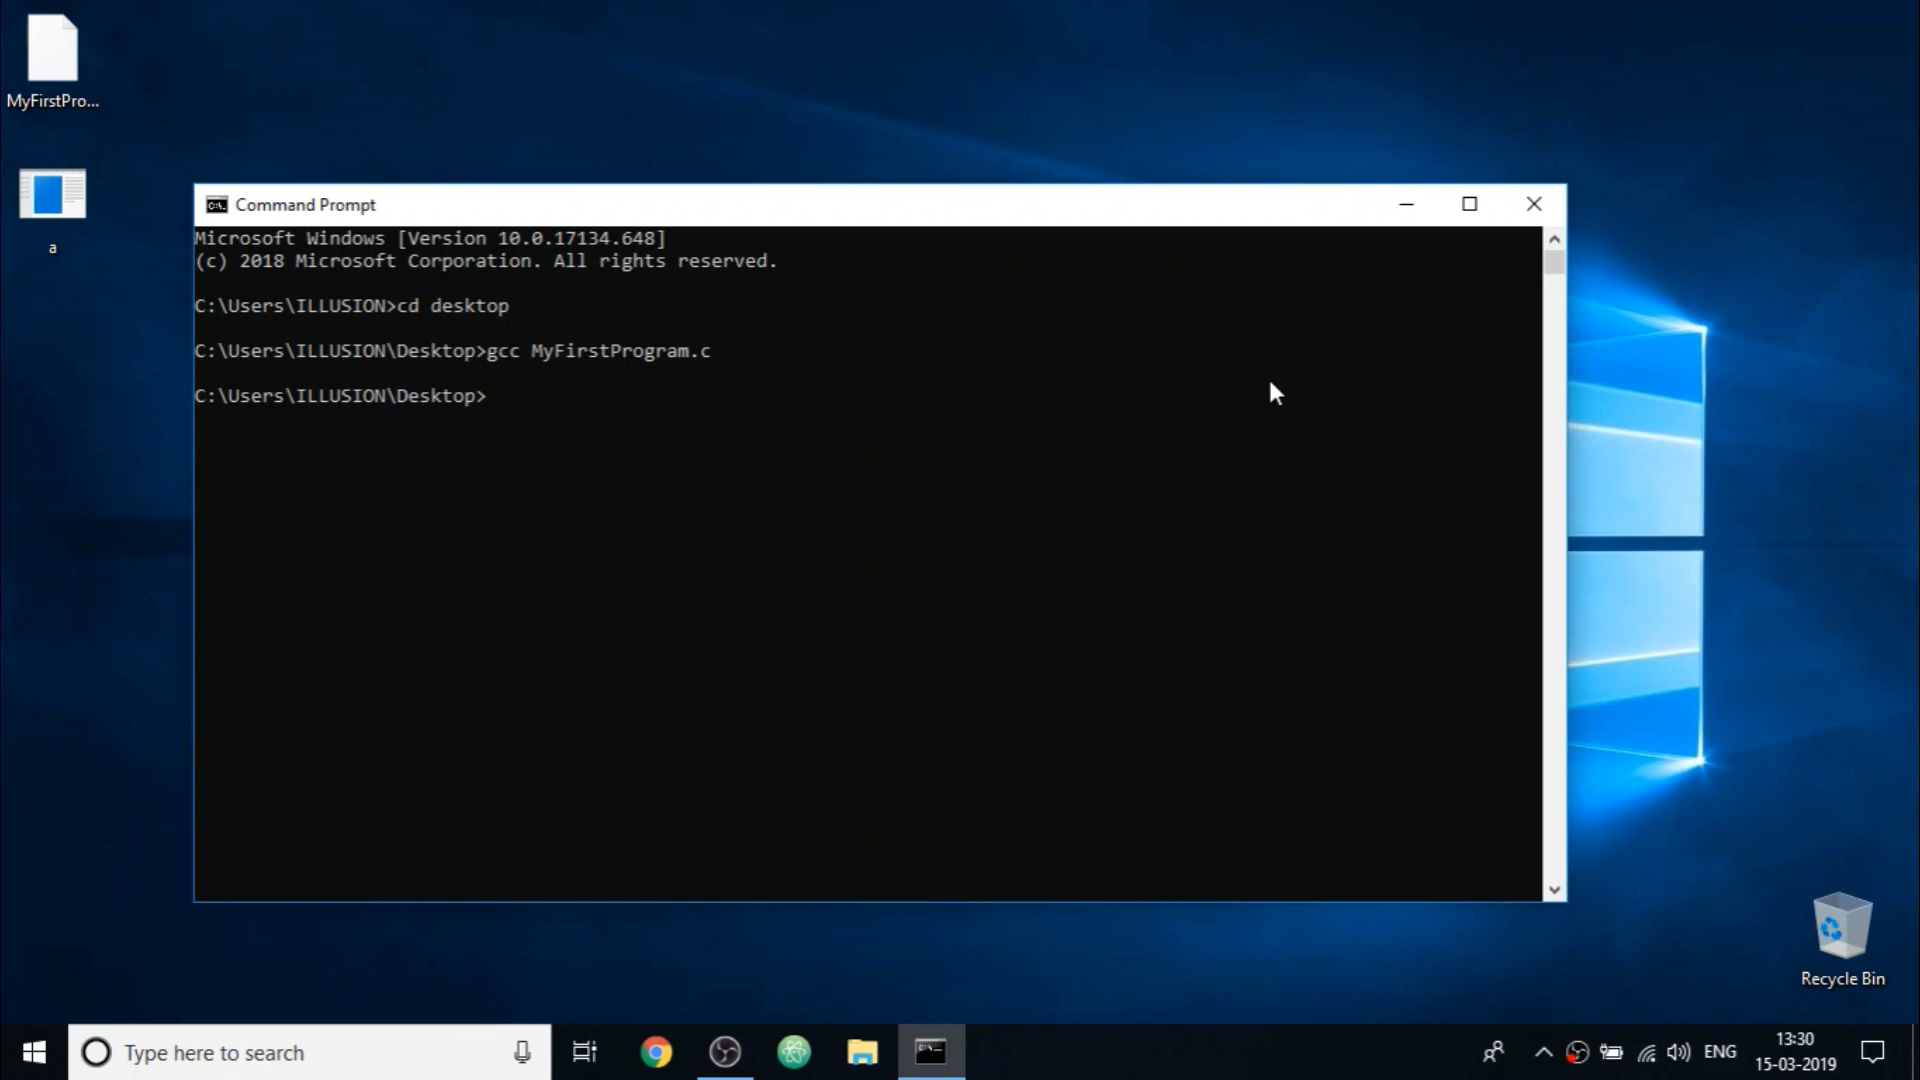 MyFirstPro...
a
Command Prompt
Microsoft Windows [Version 10.0.17134.648]
(c) 2018 Microsoft Corporation. All rights reserved.
C:\Users\ILLUSION>cd desktop
C:\Users\ILLUSION\Desktop>gcc MyFirstProgram.c
C:\Users\ILLUSION\Desktop>
Recycle Bin
Type here to search
ENG
13:30
15-03-2019